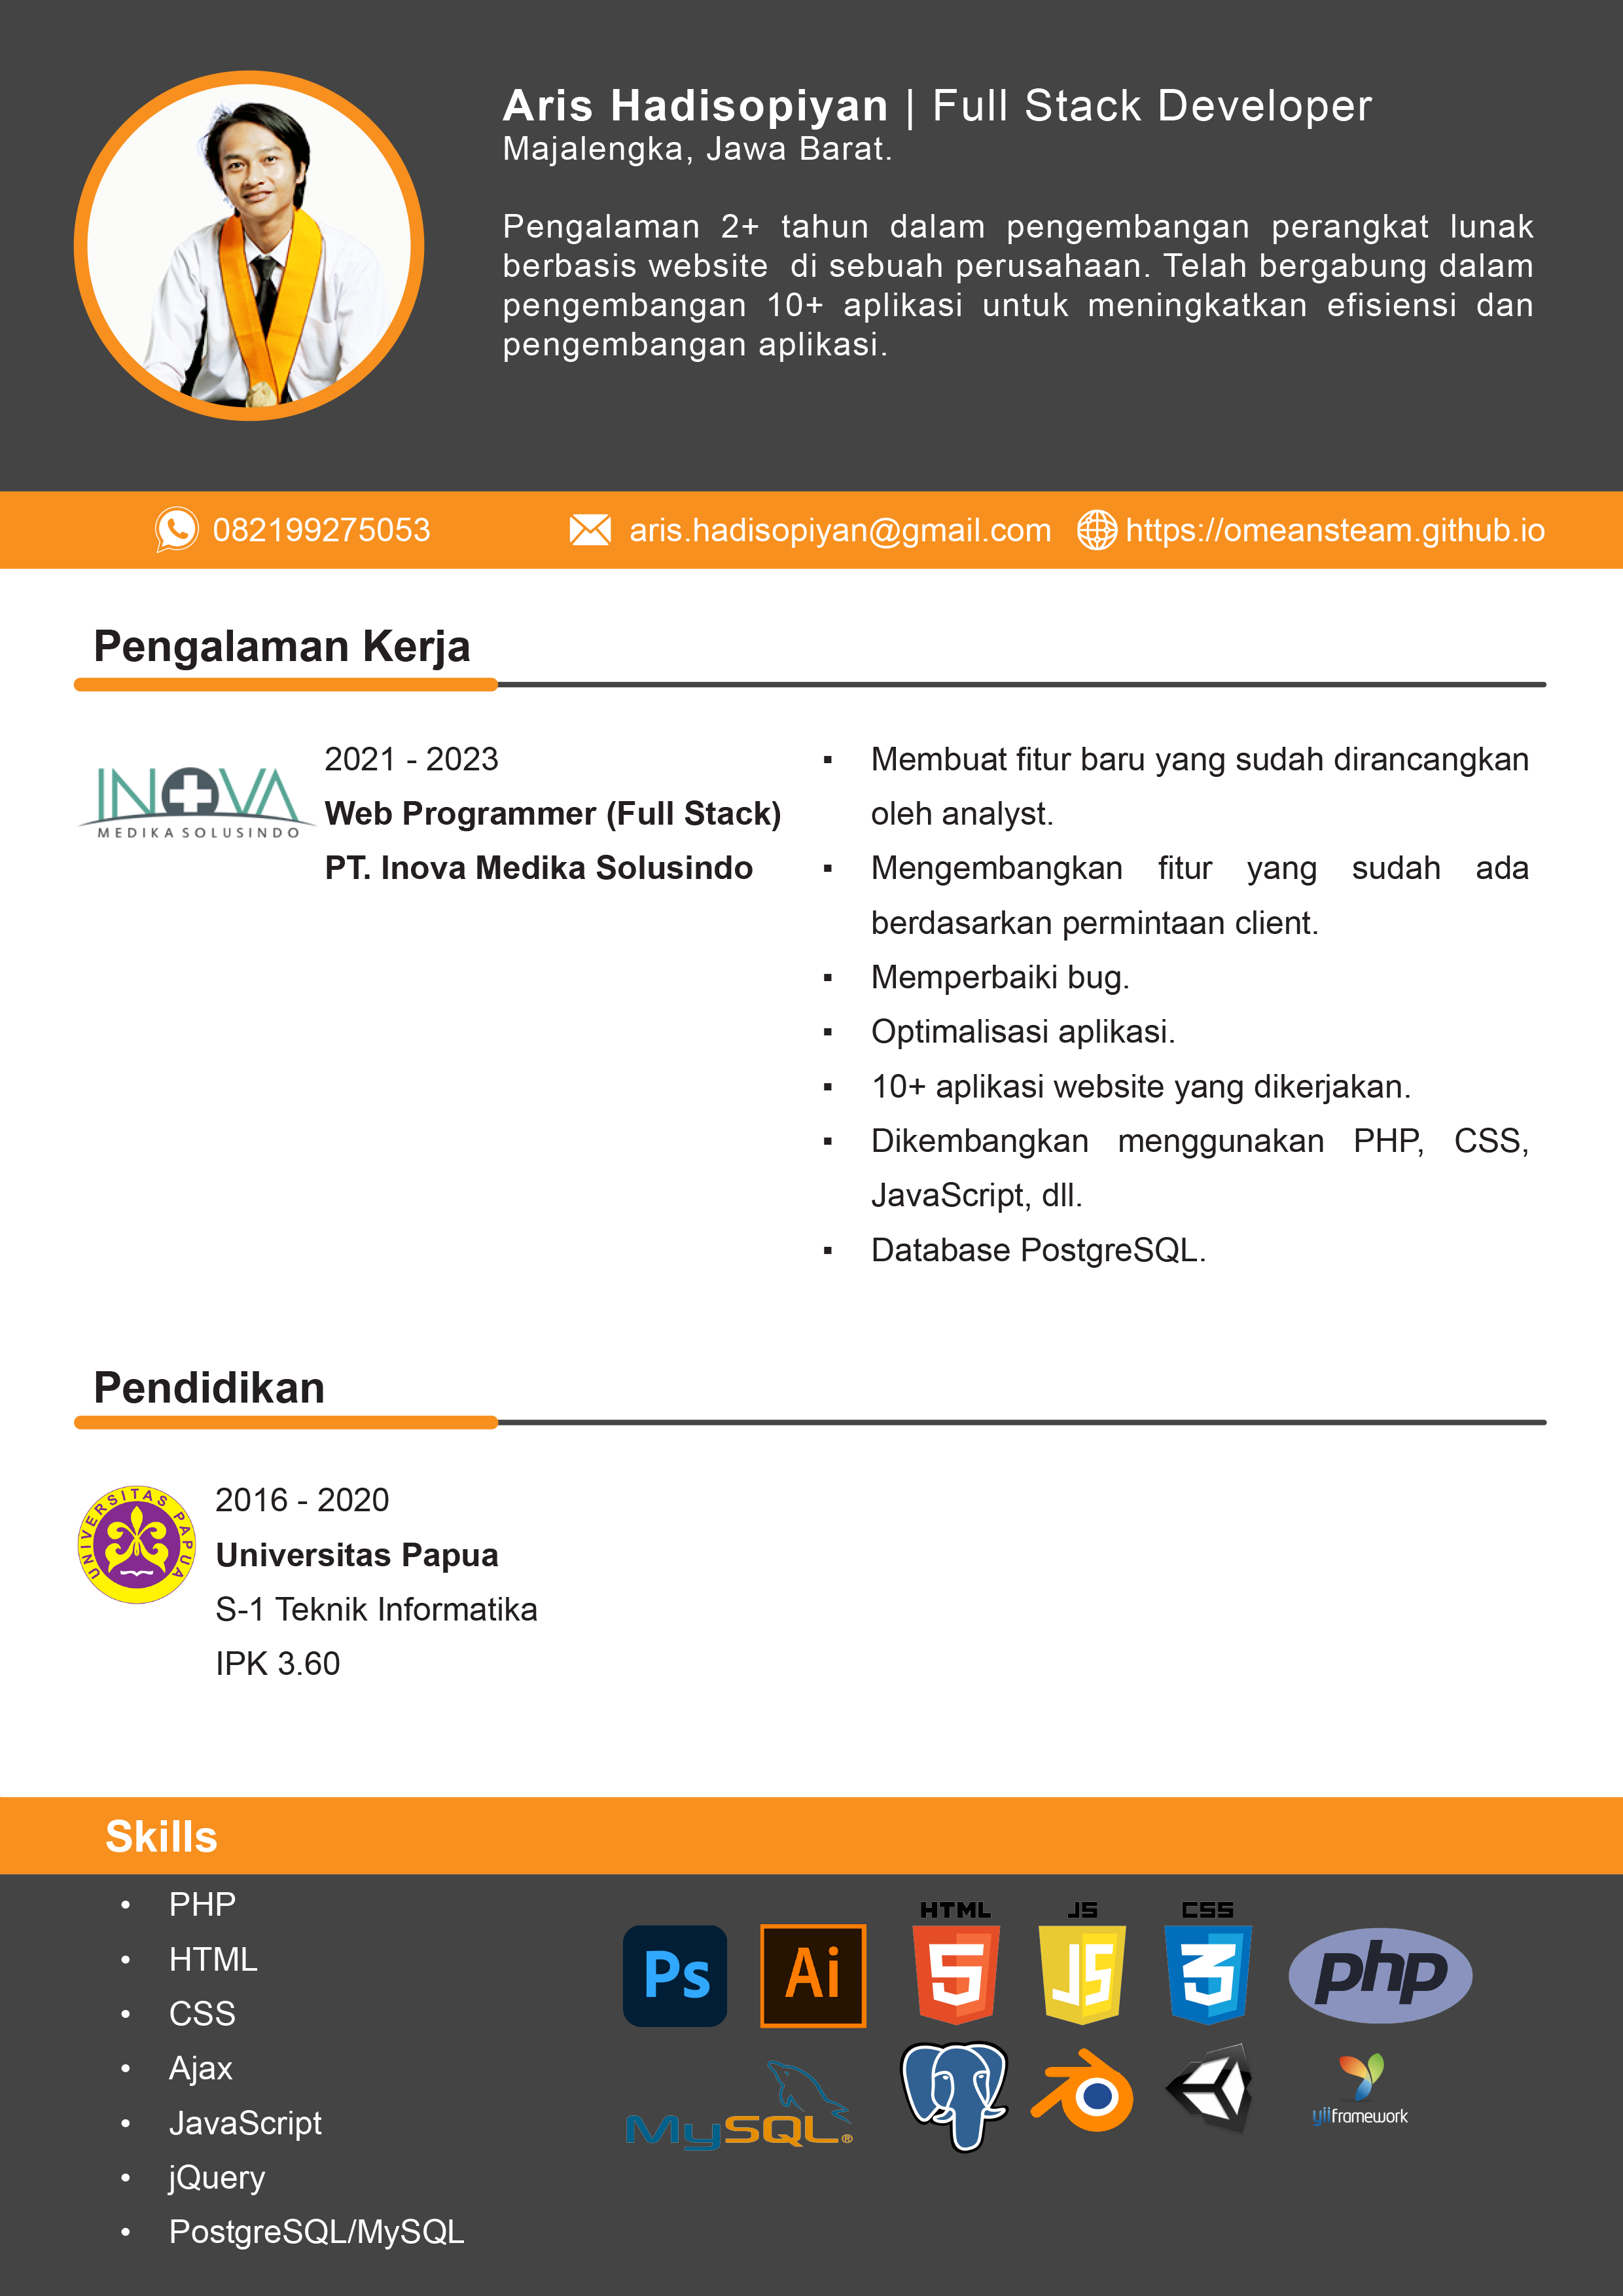 Aris Hadisopiyan | Full Stack Developer
Majalengka, Jawa Barat.
Pengalaman 2+ tahun dalam pengembangan perangkat lunak
berbasis website di sebuah perusahaan. Telah bergabung dalam
pengembangan 10+ aplikasi untuk meningkatkan efisiensi dan
pengembangan aplikasi.
082199275053
aris.hadisopiyan@gmail.com
https://omeansteam.github.io
Pengalaman Kerja
INOVA
MEDIKA SOLUSINDO
2021 - 2023
Web Programmer (Full Stack)
PT. Inova Medika Solusindo
▪ Membuat fitur baru yang sudah dirancangkan
oleh analyst.
▪ Mengembangkan fitur yang sudah ada
berdasarkan permintaan client.
▪ Memperbaiki bug.
▪ Optimalisasi aplikasi.
▪ 10+ aplikasi website yang dikerjakan.
▪ Dikembangkan menggunakan PHP, CSS,
JavaScript, dll.
▪ Database PostgreSQL.
Pendidikan
UNIVERSITAS PAPUA
2016 - 2020
Universitas Papua
S-1 Teknik Informatika
IPK 3.60
Skills
• PHP
• HTML
• CSS
• Ajax
• JavaScript
• jQuery
• PostgreSQL/MySQL
Ps
Ai
HTML
5
JS
JS
CSS
3
php
MySQL®
yiiframework